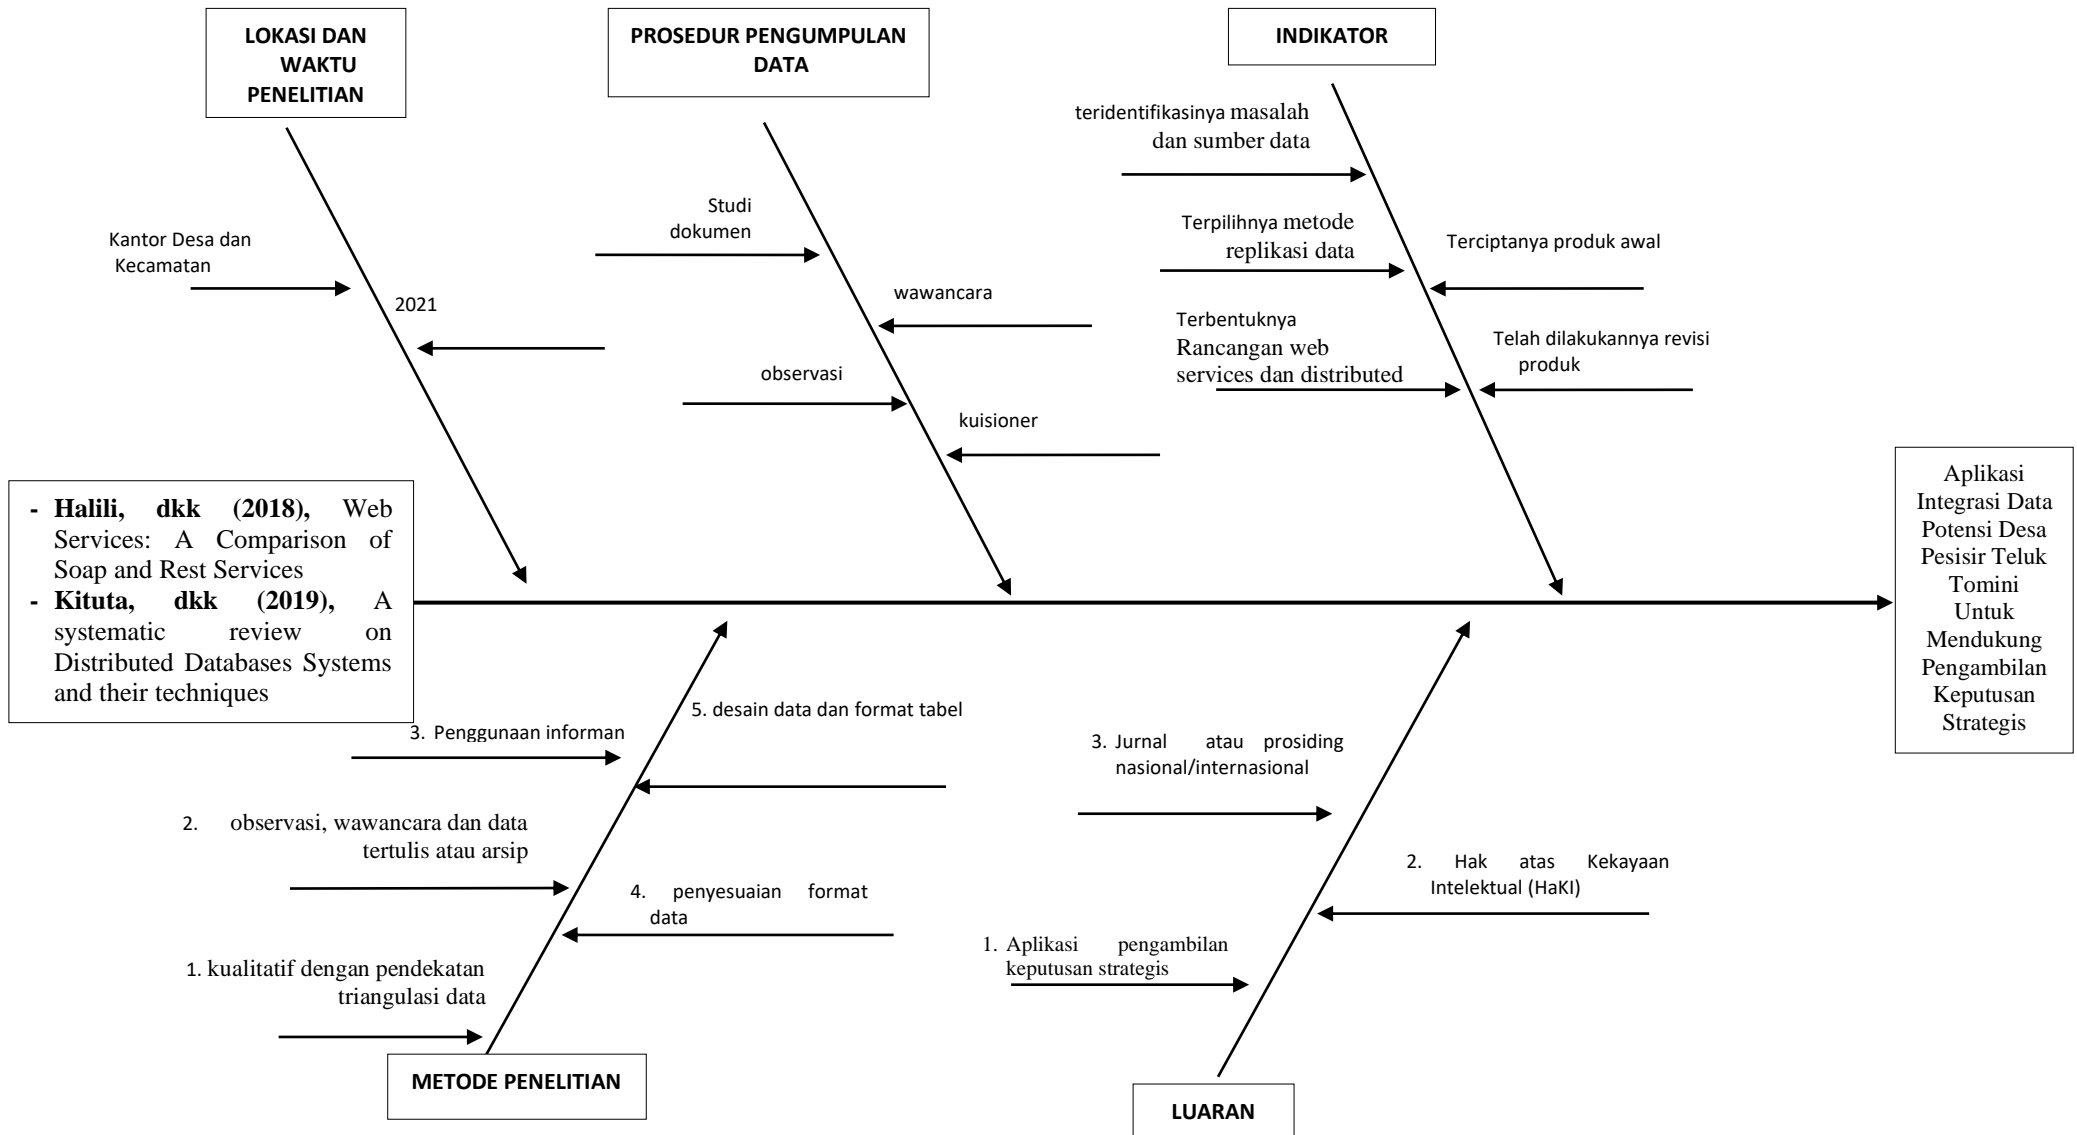 LOKASI DAN
WAKTU
PENELITIAN
PROSEDUR PENGUMPULAN
DATA
INDIKATOR
teridentifikasinya masalah
dan sumber data
Studi
dokumen
Terpilihnya metode
replikasi data
Terciptanya produk awal
Kantor Desa dan
Kecamatan
2021
wawancara
Terbentuknya
Rancangan web
services dan distributed
Telah dilakukannya revisi
produk
observasi
kuisioner
- Halili, dkk (2018), Web
Services: A Comparison of
Soap and Rest Services
- Kituta, dkk (2019), A
systematic review on
Distributed Databases Systems
and their techniques
Aplikasi
Integrasi Data
Potensi Desa
Pesisir Teluk
Tomini
Untuk
Mendukung
Pengambilan
Keputusan
Strategis
5. desain data dan format tabel
3. Penggunaan informan
3. Jurnal atau prosiding
nasional/internasional
2. observasi, wawancara dan data
tertulis atau arsip
4. penyesuaian format
data
2. Hak atas Kekayaan
Intelektual (HaKI)
1. Aplikasi pengambilan
keputusan strategis
1. kualitatif dengan pendekatan
triangulasi data
METODE PENELITIAN
LUARAN